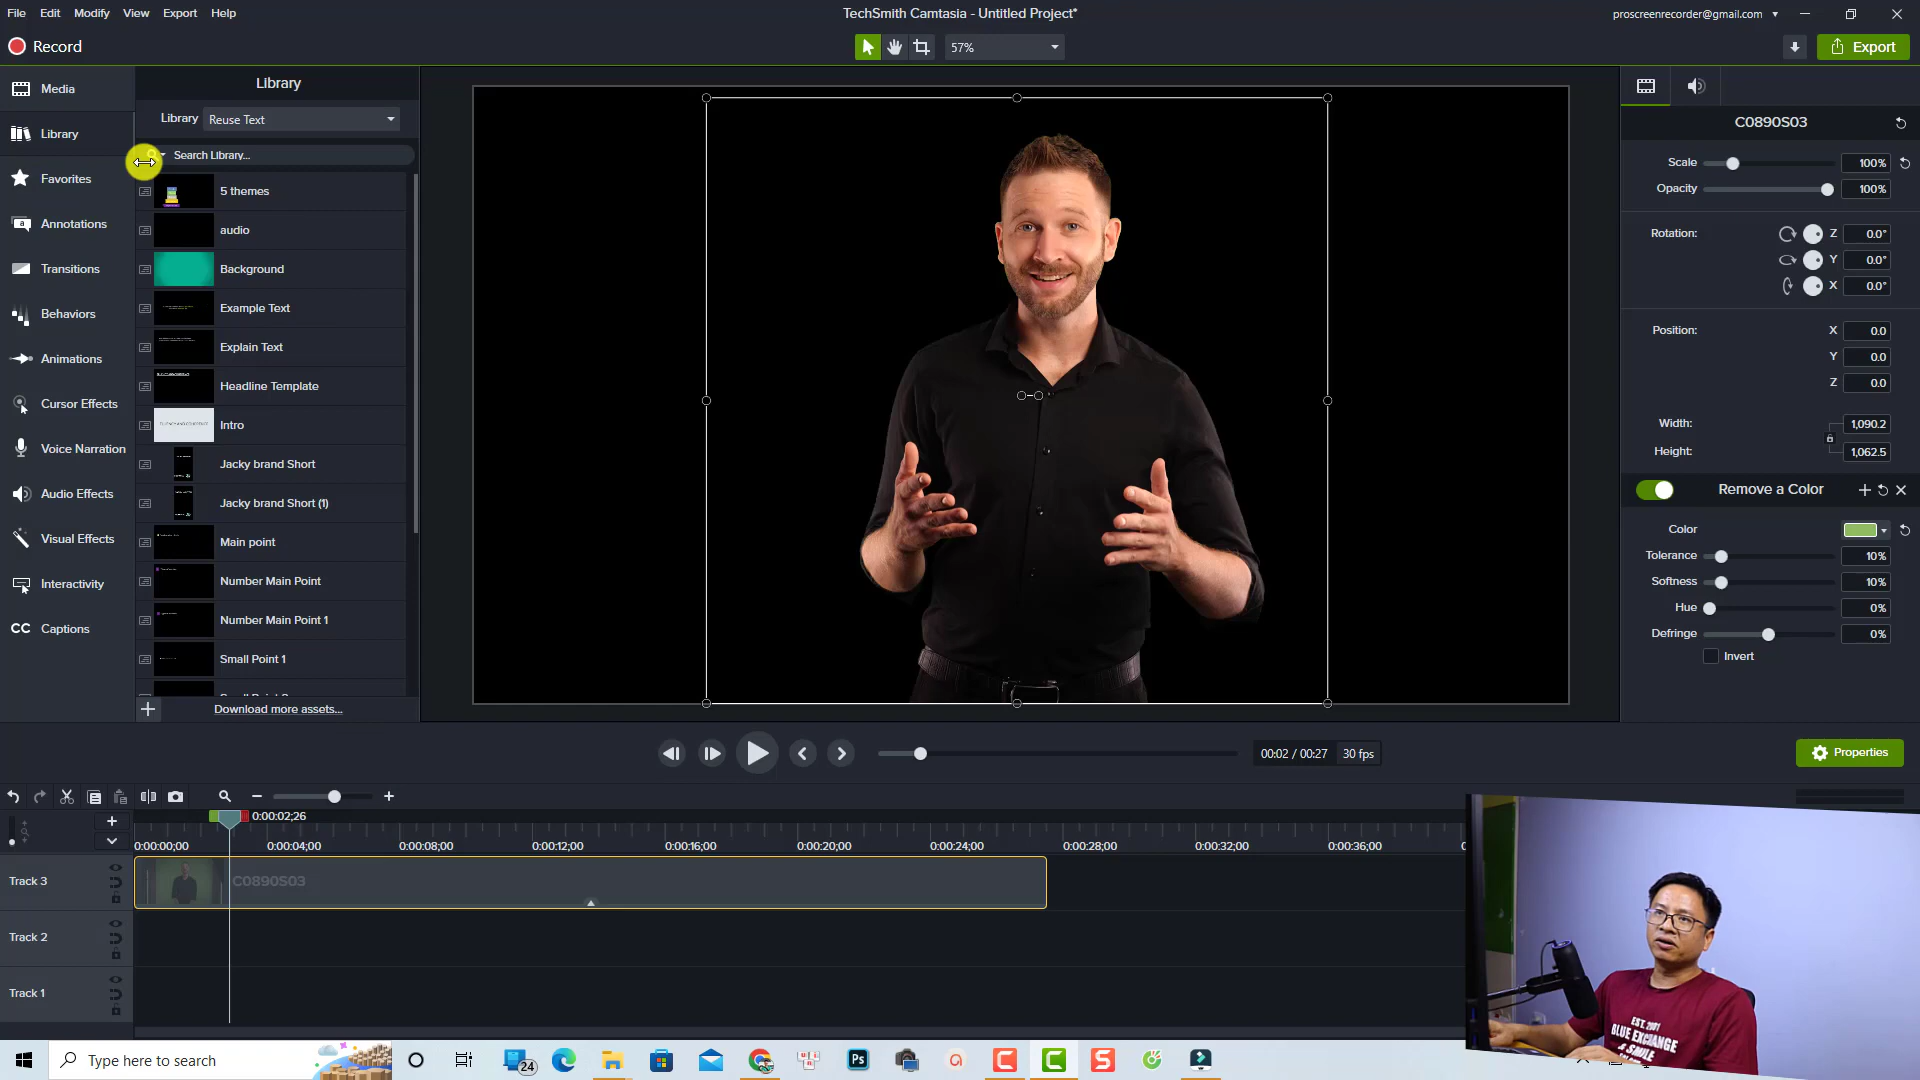 File Edit Modify View Share Export Help
TechSmith Camtasia - Untitled Project*
proscreenrecorder@gmail.com
Record
57%
Export
Media
Library
Favorites
Annotations
Transitions
Behaviors
Animations
Cursor Effects
Voice Narration
Audio Effects
Visual Effects
Interactivity
CC Captions
Library
Library Reuse Text
Search Library...
5 themes
audio
Background
Example Text
Explain Text
Headline Template
Intro
Jacky brand Short
Jacky brand Short (1)
Main point
Number Main Point
Number Main Point 1
Small Point 1
Download more assets...
C0890S03
Scale 100%
Opacity 100%
Rotation: Z 0.0°
Y 0.0°
X 0.0°
Position: X 0.0
Y 0.0
Z 0.0
Width: 1,090.2
Height: 1,062.5
Remove a Color
Color
Tolerance 10%
Softness 10%
Hue 0%
Defringe 0%
Invert
00:02 / 00:27 30 fps
Properties
0:00:02;26
0:00:00;00 0:00:04;00 0:00:08;00 0:00:12;00 0:00:16;00 0:00:20;00 0:00:24;00 0:00:28;00 0:00:32;00 0:00:36;00
Track 3
C0890S03
Track 2
Track 1
EST. 2001
BLUE EXCHANGE
& SMILE
Type here to search
24
Ps